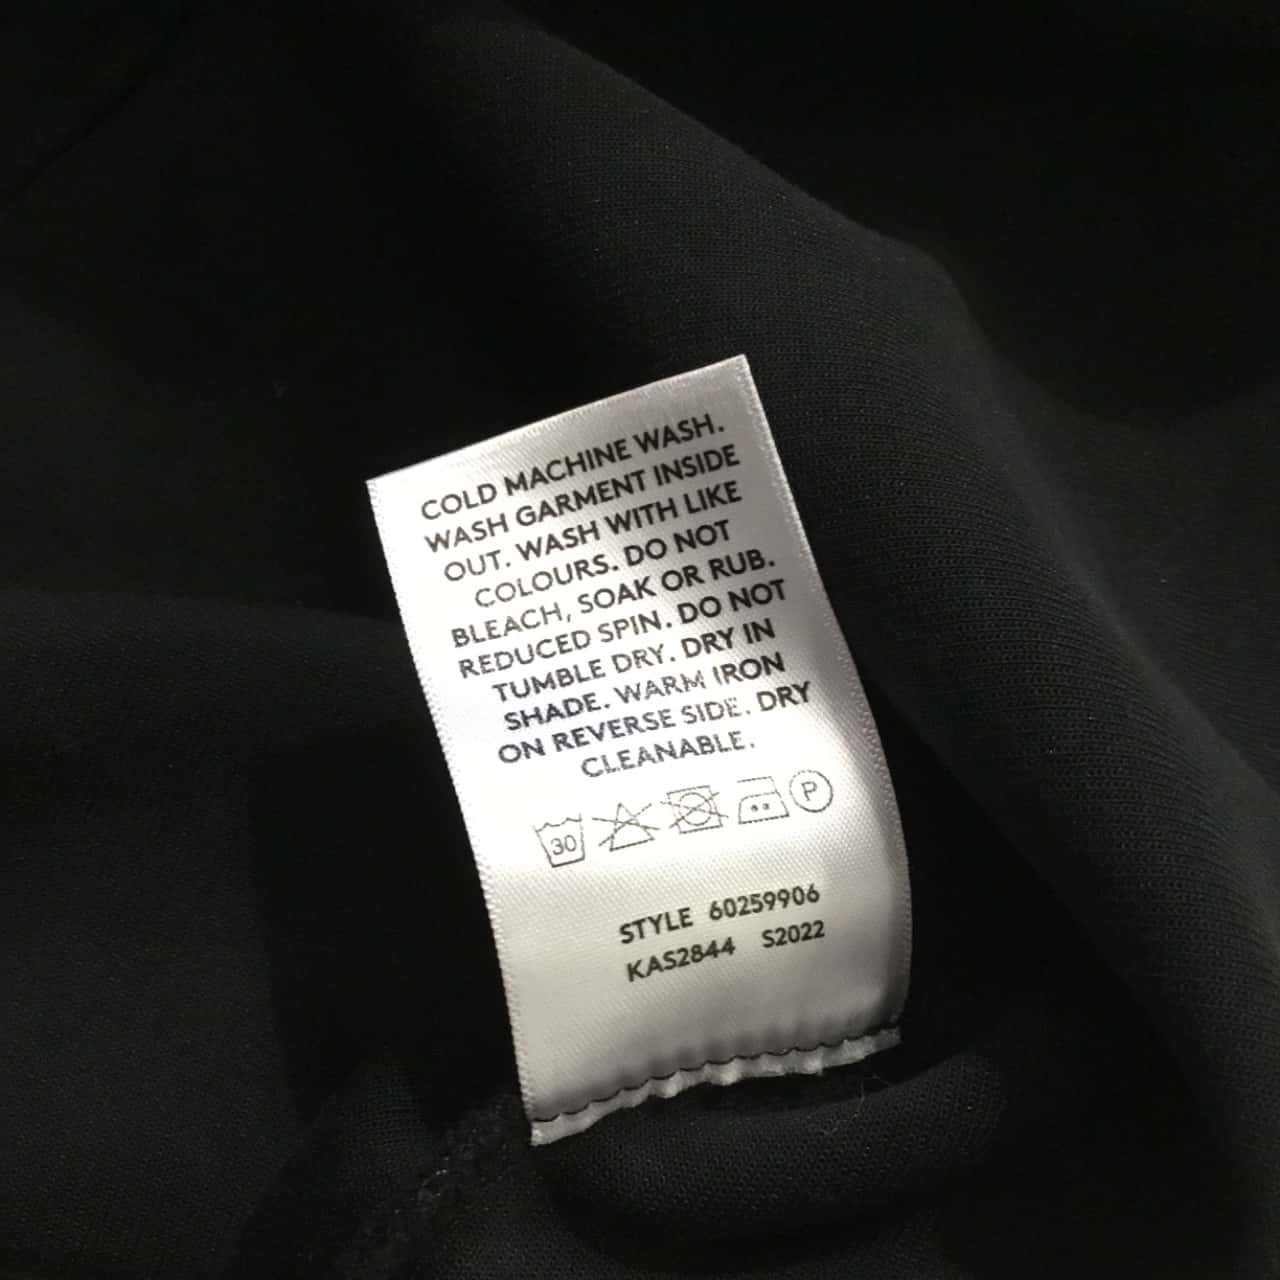 COLD MACHINE WASH.
WASH GARMENT INSIDE
OUT. WASH WITH LIKE
COLOURS. DO NOT
BLEACH, SOAK OR RUB.
REDUCED SPIN. DO NOT
TUMBLE DRY. DRY IN
SHADE. WARM IRON
ON REVERSE SIDE. DRY
CLEANABLE.
30 P
STYLE 60259906
KAS2844 S2022